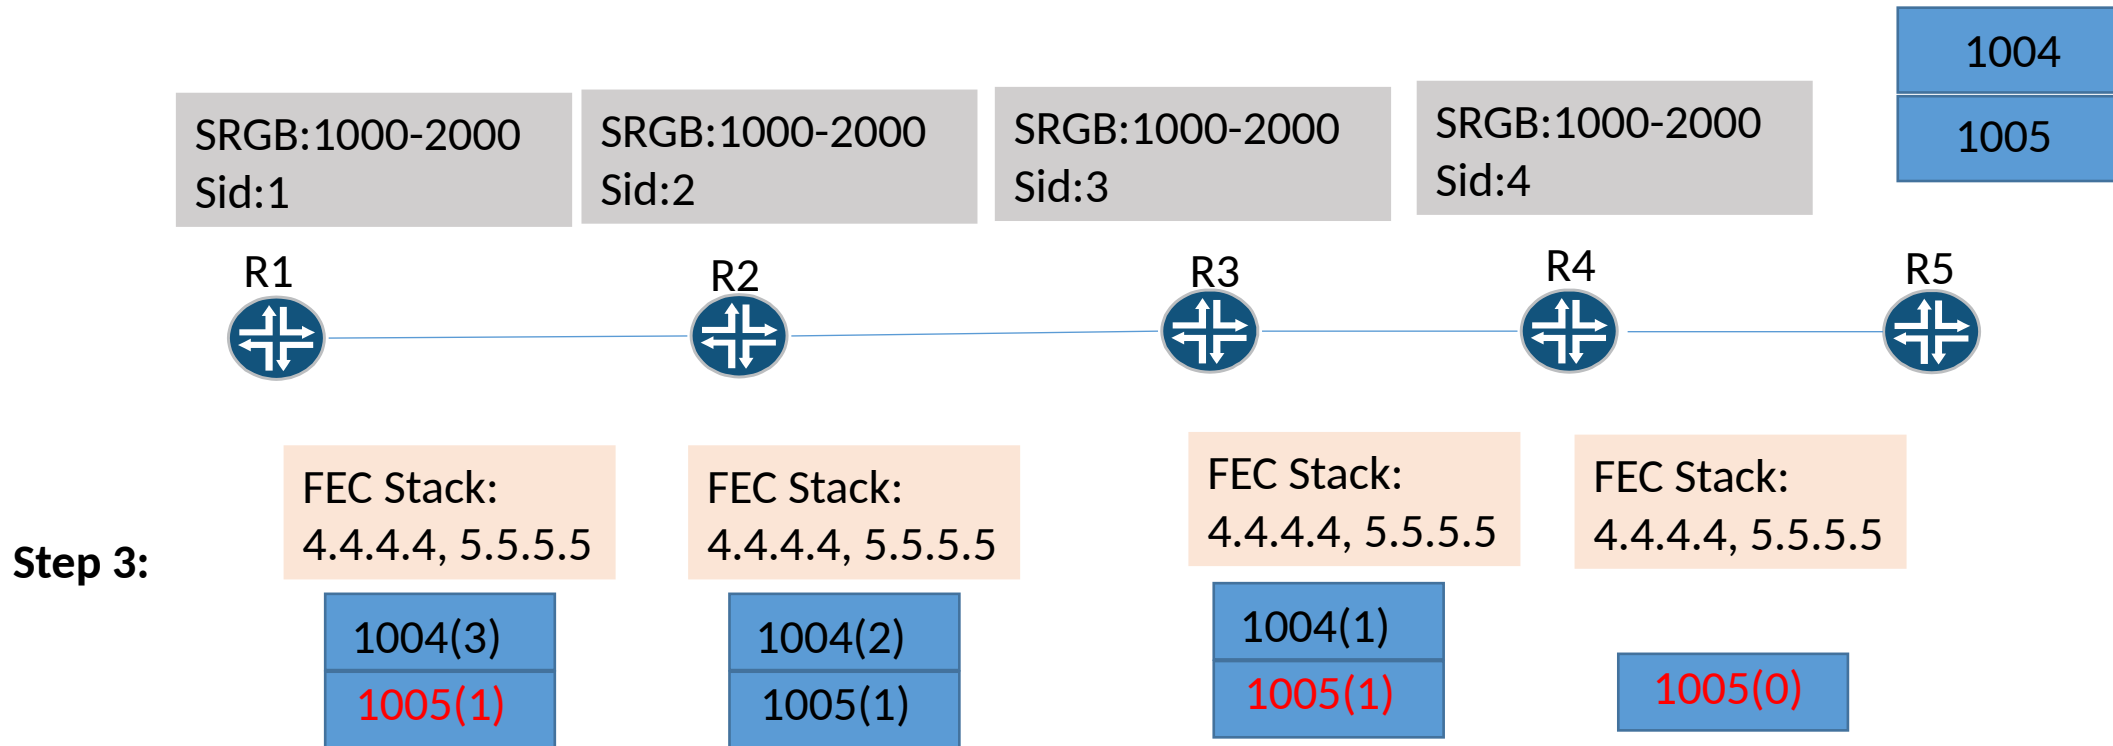 1004
1005
SRGB:1000-2000
Sid:1
SRGB:1000-2000
Sid:2
SRGB:1000-2000
Sid:3
SRGB:1000-2000
Sid:4
R1
R2
R3
R4
R5
Step 3:
FEC Stack:
4.4.4.4, 5.5.5.5
1004(3)
1005(1)
FEC Stack:
4.4.4.4, 5.5.5.5
1004(2)
1005(1)
FEC Stack:
4.4.4.4, 5.5.5.5
1004(1)
1005(1)
FEC Stack:
4.4.4.4, 5.5.5.5
1005(0)